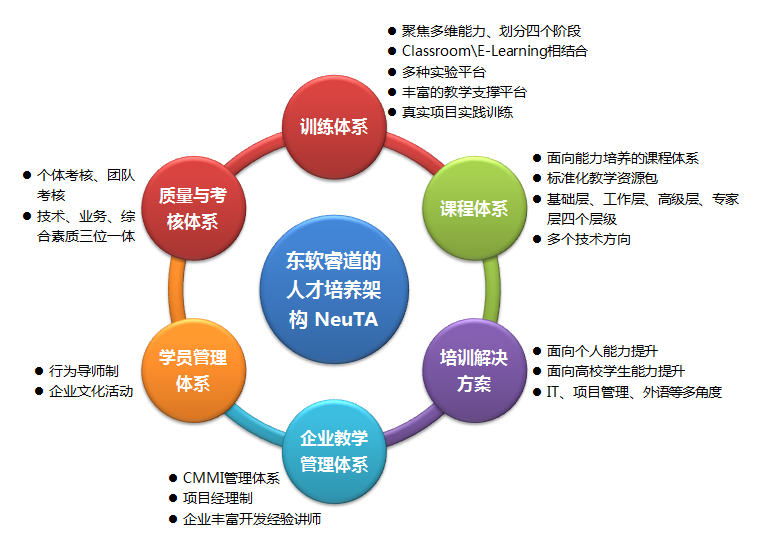 ● 聚焦多维能力、划分四个阶段
● Classroom\E-Learning相结合
● 多种实验平台
● 丰富的教学支撑平台
● 真实项目实践训练
训练体系
● 面向能力培养的课程体系
● 标准化教学资源包
● 基础层、工作层、高级层、专家
层四个层级
● 多个技术方向
课程体系
● 个体考核、团队
考核
● 技术、业务、综
合素质三位一体
质量与考
核体系
东软睿道的
人才培养架
构 NeuTA
学员管理
体系
● 行为导师制
● 企业文化活动
培训解决
方案
● 面向个人能力提升
● 面向高校学生能力提升
● IT、项目管理、外语等多角度
企业教学
管理体系
● CMMI管理体系
● 项目经理制
● 企业丰富开发经验讲师